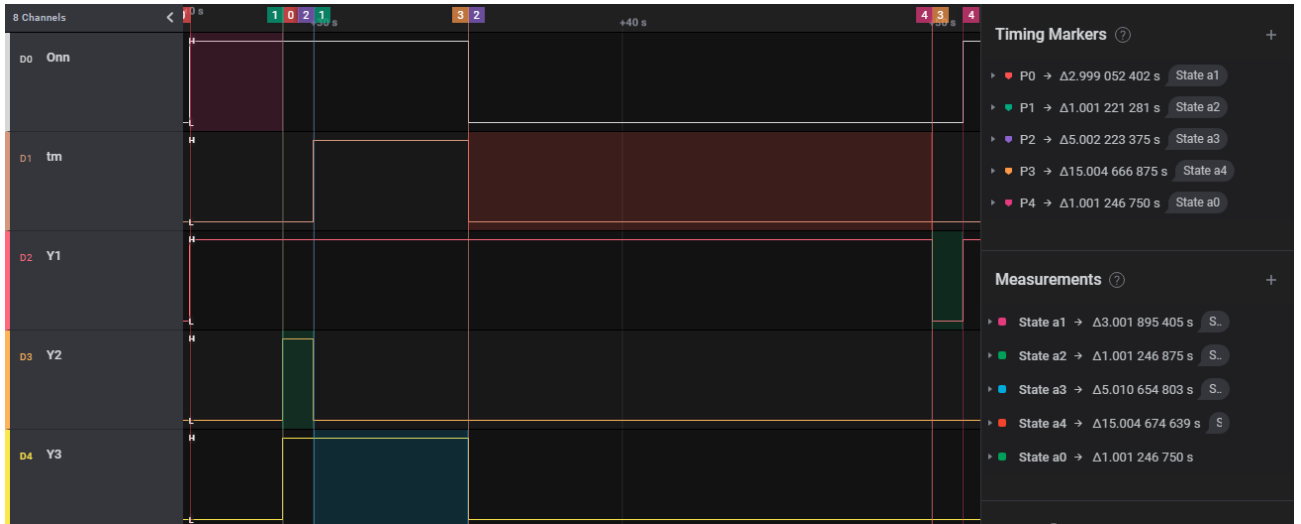 8 Channels
0 s
1 0 2 1
+30 s
3 2
+40 s
4 3 4
D0 Onn
H
L
D1 tm
H
L
D2 Y1
H
L
D3 Y2
H
L
D4 Y3
H
L
Timing Markers ? +
P0 → Δ2.999 052 402 s State a1
P1 → Δ1.001 221 281 s State a2
P2 → Δ5.002 223 375 s State a3
P3 → Δ15.004 666 875 s State a4
P4 → Δ1.001 246 750 s State a0
Measurements ? +
State a1 → Δ3.001 895 405 s S..
State a2 → Δ1.001 246 875 s S..
State a3 → Δ5.010 654 803 s S..
State a4 → Δ15.004 674 639 s S
State a0 → Δ1.001 246 750 s